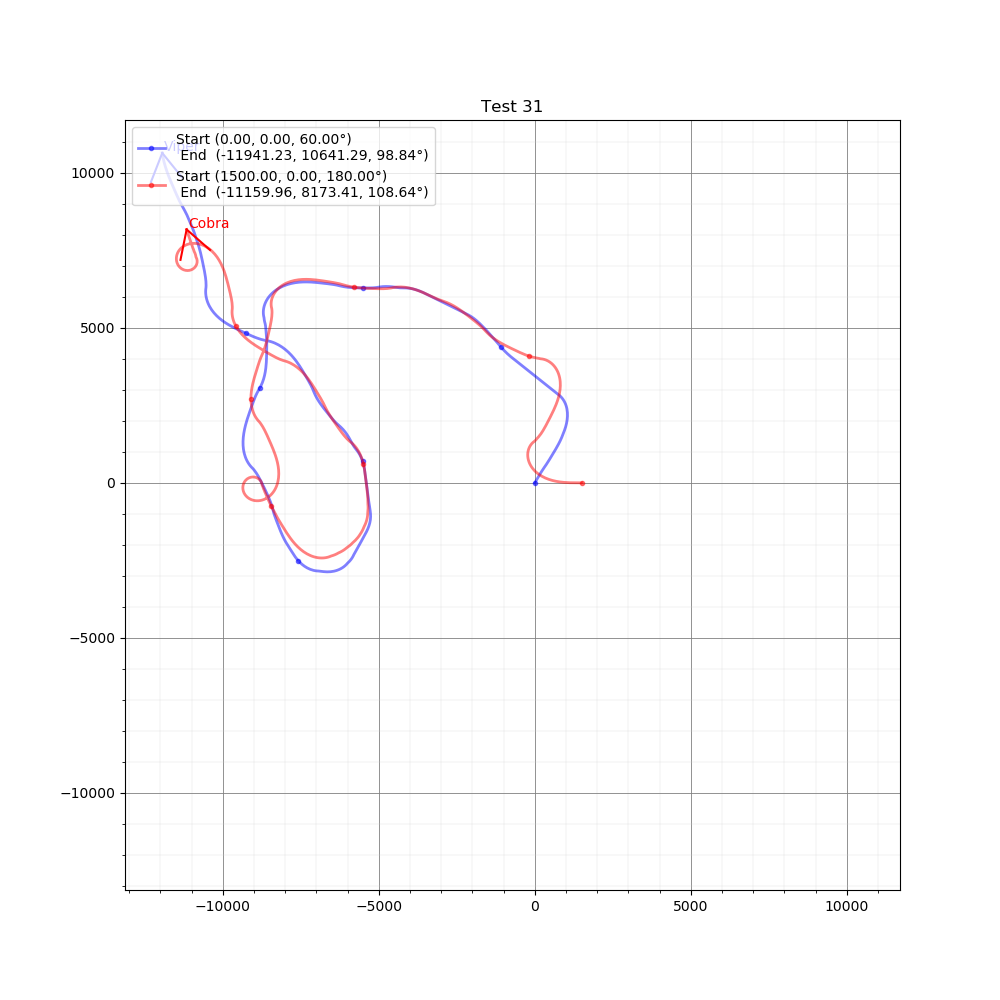 Test 31
Start (0.00, 0.00, 60.00°)
End  (-11941.23, 10641.29, 98.84°)
Start (1500.00, 0.00, 180.00°)
End  (-11159.96, 8173.41, 108.64°)
Cobra
10000
5000
0
−5000
−10000
−10000
−5000
0
5000
10000